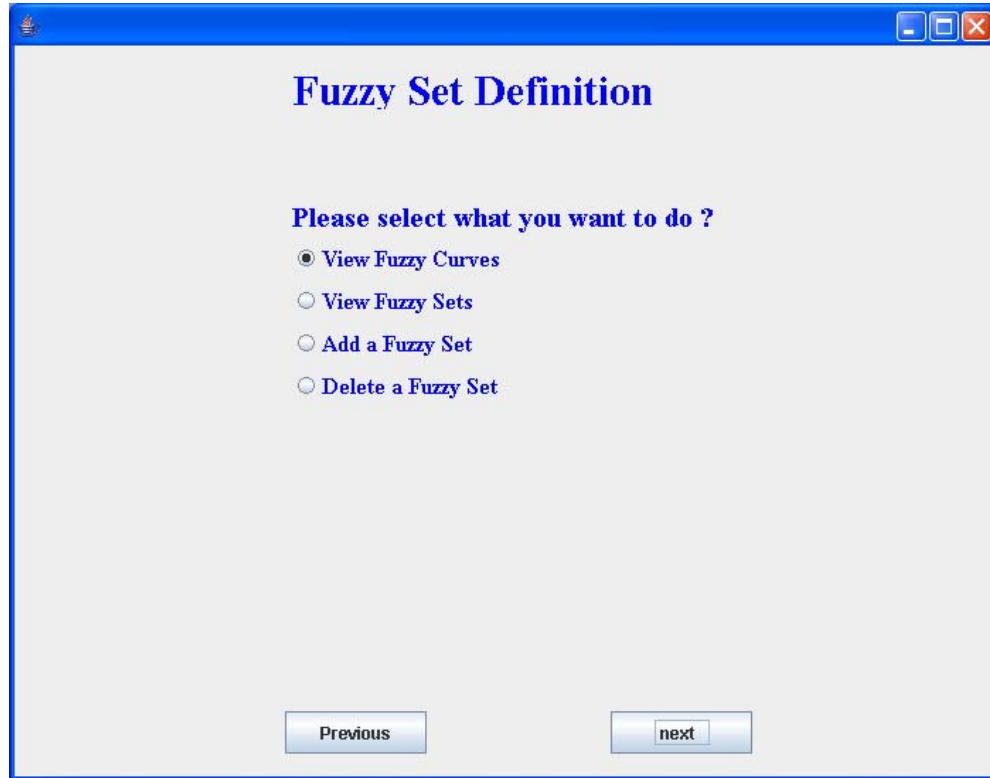 Fuzzy Set Definition
Please select what you want to do ?
View Fuzzy Curves
View Fuzzy Sets
Add a Fuzzy Set
Delete a Fuzzy Set
Previous
next